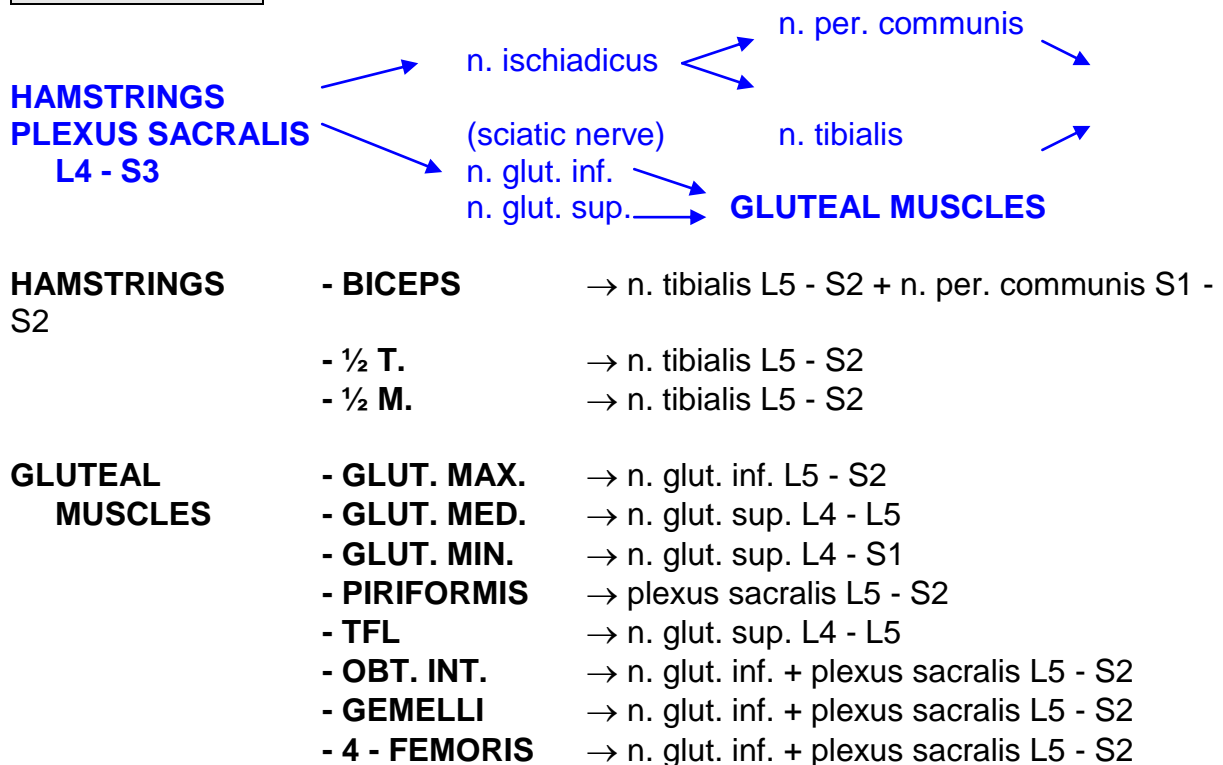 n. per. communis
n. ischiadicus
HAMSTRINGS
PLEXUS SACRALIS (sciatic nerve) n. tibialis
L4 - S3 n. glut. inf.
n. glut. sup. GLUTEAL MUSCLES
HAMSTRINGS - BICEPS → n. tibialis L5 - S2 + n. per. communis S1 -
S2
- ½ T. → n. tibialis L5 - S2
- ½ M. → n. tibialis L5 - S2
GLUTEAL - GLUT. MAX. → n. glut. inf. L5 - S2
MUSCLES - GLUT. MED. → n. glut. sup. L4 - L5
- GLUT. MIN. → n. glut. sup. L4 - S1
- PIRIFORMIS → plexus sacralis L5 - S2
- TFL → n. glut. sup. L4 - L5
- OBT. INT. → n. glut. inf. + plexus sacralis L5 - S2
- GEMELLI → n. glut. inf. + plexus sacralis L5 - S2
- 4 - FEMORIS → n. glut. inf. + plexus sacralis L5 - S2